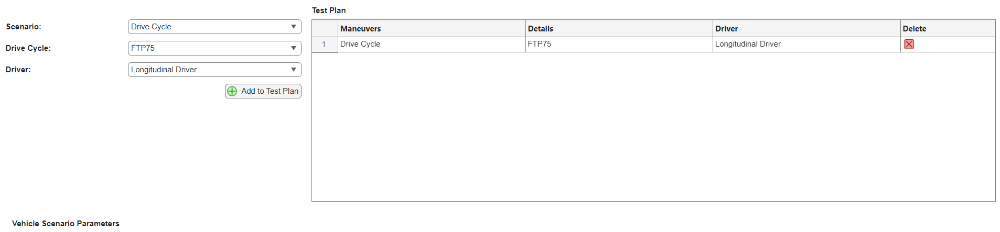 Test Plan
Scenario: Drive Cycle
Drive Cycle: FTP75
Driver: Longitudinal Driver
Add to Test Plan
Maneuvers Details Driver Delete
1 Drive Cycle FTP75 Longitudinal Driver
Vehicle Scenario Parameters